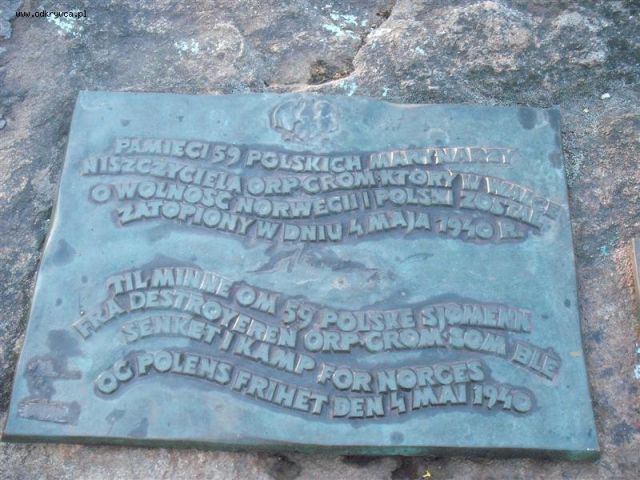 www.odkrywca.pl
PAMIĘCI 59 POLSKICH MARYNARZY
NISZCZYCIELA ORP·GROM·KTÓRY W WALCE
O WOLNOŚĆ NORWEGII I POLSKI ZOSTAŁ
ZATOPIONY W DNIU 4 MAJA 1940 R.
TIL MINNE OM 59 POLSKE SJØMENN
FRA DESTROYEREN ORP·GROM·SOM BLE
SENKET I KAMP FOR NORGES
OG POLENS FRIHET DEN 4 MAI 1940